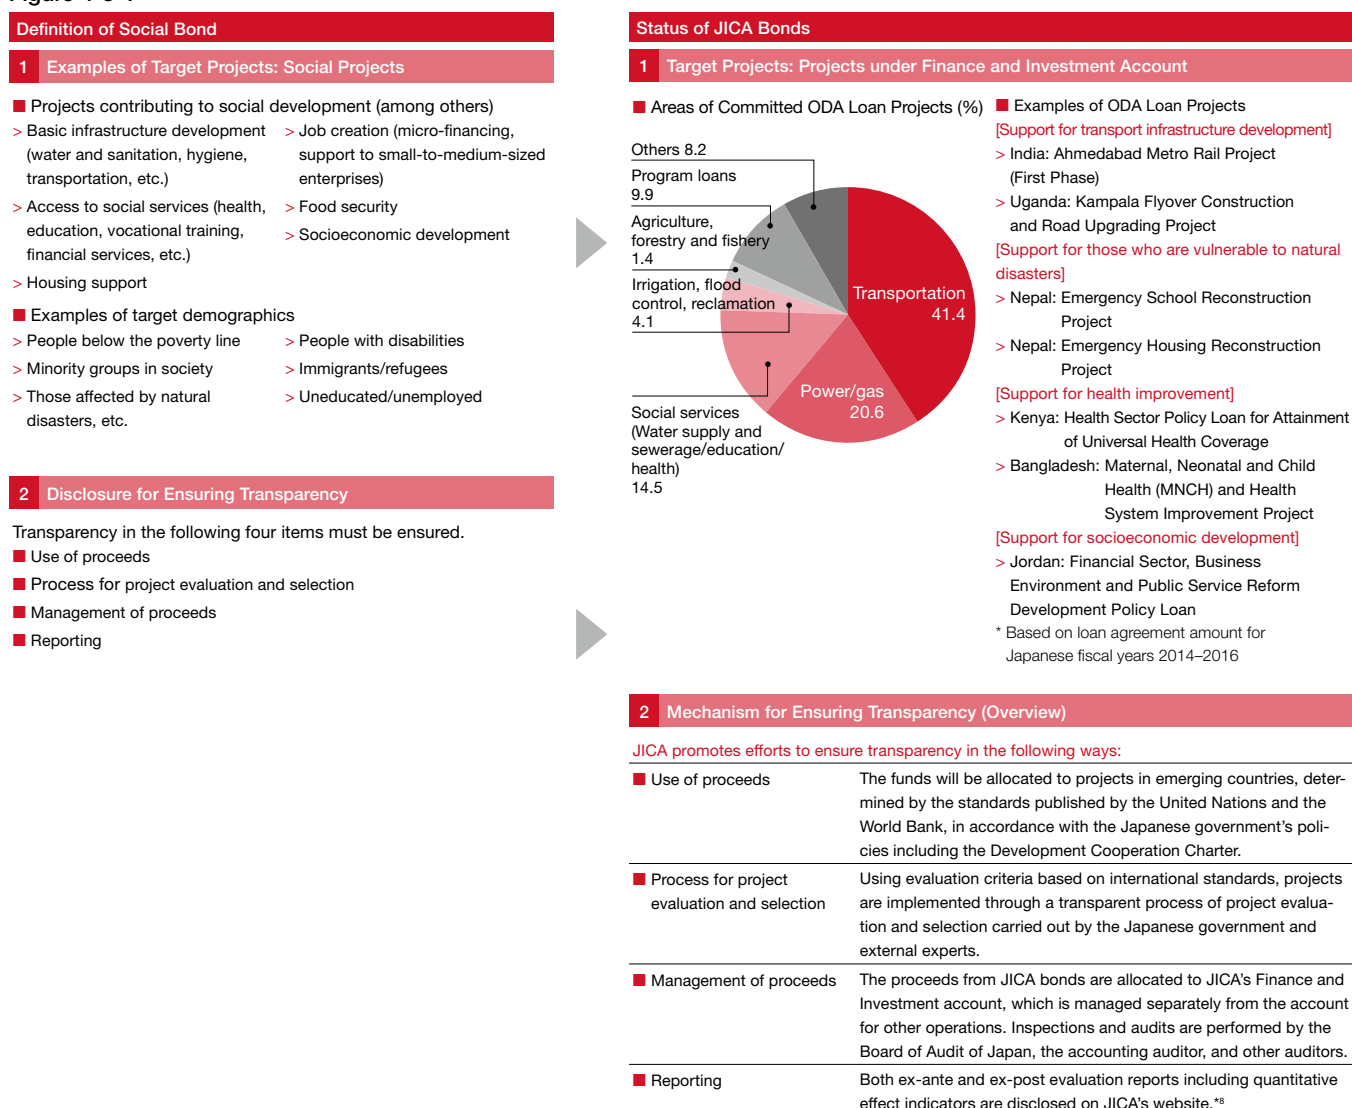 Definition of Social Bond
1 Examples of Target Projects: Social Projects
■ Projects contributing to social development (among others)
> Basic infrastructure development
(water and sanitation, hygiene,
transportation, etc.)
> Access to social services (health,
education, vocational training,
financial services, etc.)
> Housing support
> Job creation (micro-financing,
support to small-to-medium-sized
enterprises)
> Food security
> Socioeconomic development
■ Examples of target demographics
> People below the poverty line
> Minority groups in society
> Those affected by natural
disasters, etc.
> People with disabilities
> Immigrants/refugees
> Uneducated/unemployed
2 Disclosure for Ensuring Transparency
Transparency in the following four items must be ensured.
■ Use of proceeds
■ Process for project evaluation and selection
■ Management of proceeds
■ Reporting
Status of JICA Bonds
1 Target Projects: Projects under Finance and Investment Account
■ Areas of Committed ODA Loan Projects (%)
Others 8.2
Program loans
9.9
Agriculture,
forestry and fishery
1.4
Irrigation, flood
control, reclamation
4.1
Social services
(Water supply and
sewerage/education/
health)
14.5
Transportation
41.4
Power/gas
20.6
■ Examples of ODA Loan Projects
[Support for transport infrastructure development]
> India: Ahmedabad Metro Rail Project
(First Phase)
> Uganda: Kampala Flyover Construction
and Road Upgrading Project
[Support for those who are vulnerable to natural
disasters]
> Nepal: Emergency School Reconstruction
Project
> Nepal: Emergency Housing Reconstruction
Project
[Support for health improvement]
> Kenya: Health Sector Policy Loan for Attainment
of Universal Health Coverage
> Bangladesh: Maternal, Neonatal and Child
Health (MNCH) and Health
System Improvement Project
[Support for socioeconomic development]
> Jordan: Financial Sector, Business
Environment and Public Service Reform
Development Policy Loan
* Based on loan agreement amount for
Japanese fiscal years 2014–2016
2 Mechanism for Ensuring Transparency (Overview)
JICA promotes efforts to ensure transparency in the following ways:
■ Use of proceeds
The funds will be allocated to projects in emerging countries, deter-
mined by the standards published by the United Nations and the
World Bank, in accordance with the Japanese government's poli-
cies including the Development Cooperation Charter.
■ Process for project
evaluation and selection
Using evaluation criteria based on international standards, projects
are implemented through a transparent process of project evalua-
tion and selection carried out by the Japanese government and
external experts.
■ Management of proceeds
The proceeds from JICA bonds are allocated to JICA's Finance and
Investment account, which is managed separately from the account
for other operations. Inspections and audits are performed by the
Board of Audit of Japan, the accounting auditor, and other auditors.
■ Reporting
Both ex-ante and ex-post evaluation reports including quantitative
effect indicators are disclosed on JICA's website.*8